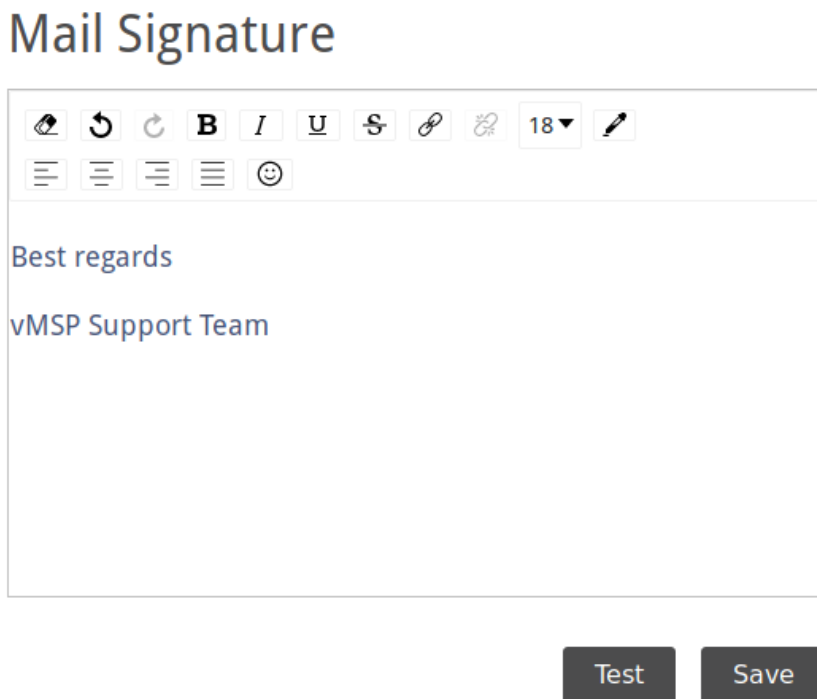 Mail Signature
B I U S 18
Best regards
vMSP Support Team
Test Save